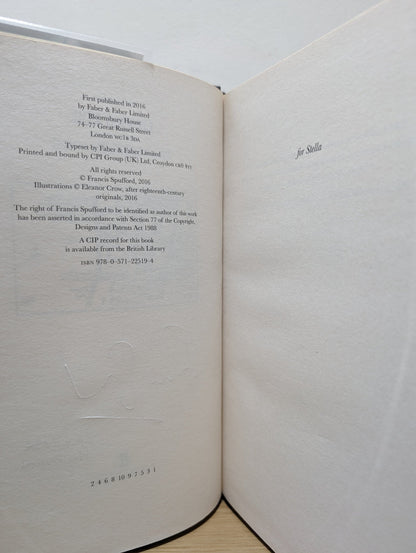 First published in 2016
by Faber & Faber Limited
Bloomsbury House
74–77 Great Russell Street
London WC1B 3DA
Typeset by Faber & Faber Limited
Printed and bound by CPI Group (UK) Ltd, Croydon CR0 4YY
All rights reserved
© Francis Spufford, 2016
Illustrations © Eleanor Crow, after eighteenth-century
originals, 2016
The right of Francis Spufford to be identified as author of this work
has been asserted in accordance with Section 77 of the Copyright,
Designs and Patents Act 1988
A CIP record for this book
is available from the British Library
ISBN 978–0–571–22519–4
2 4 6 8 10 9 7 5 3 1
for Stella